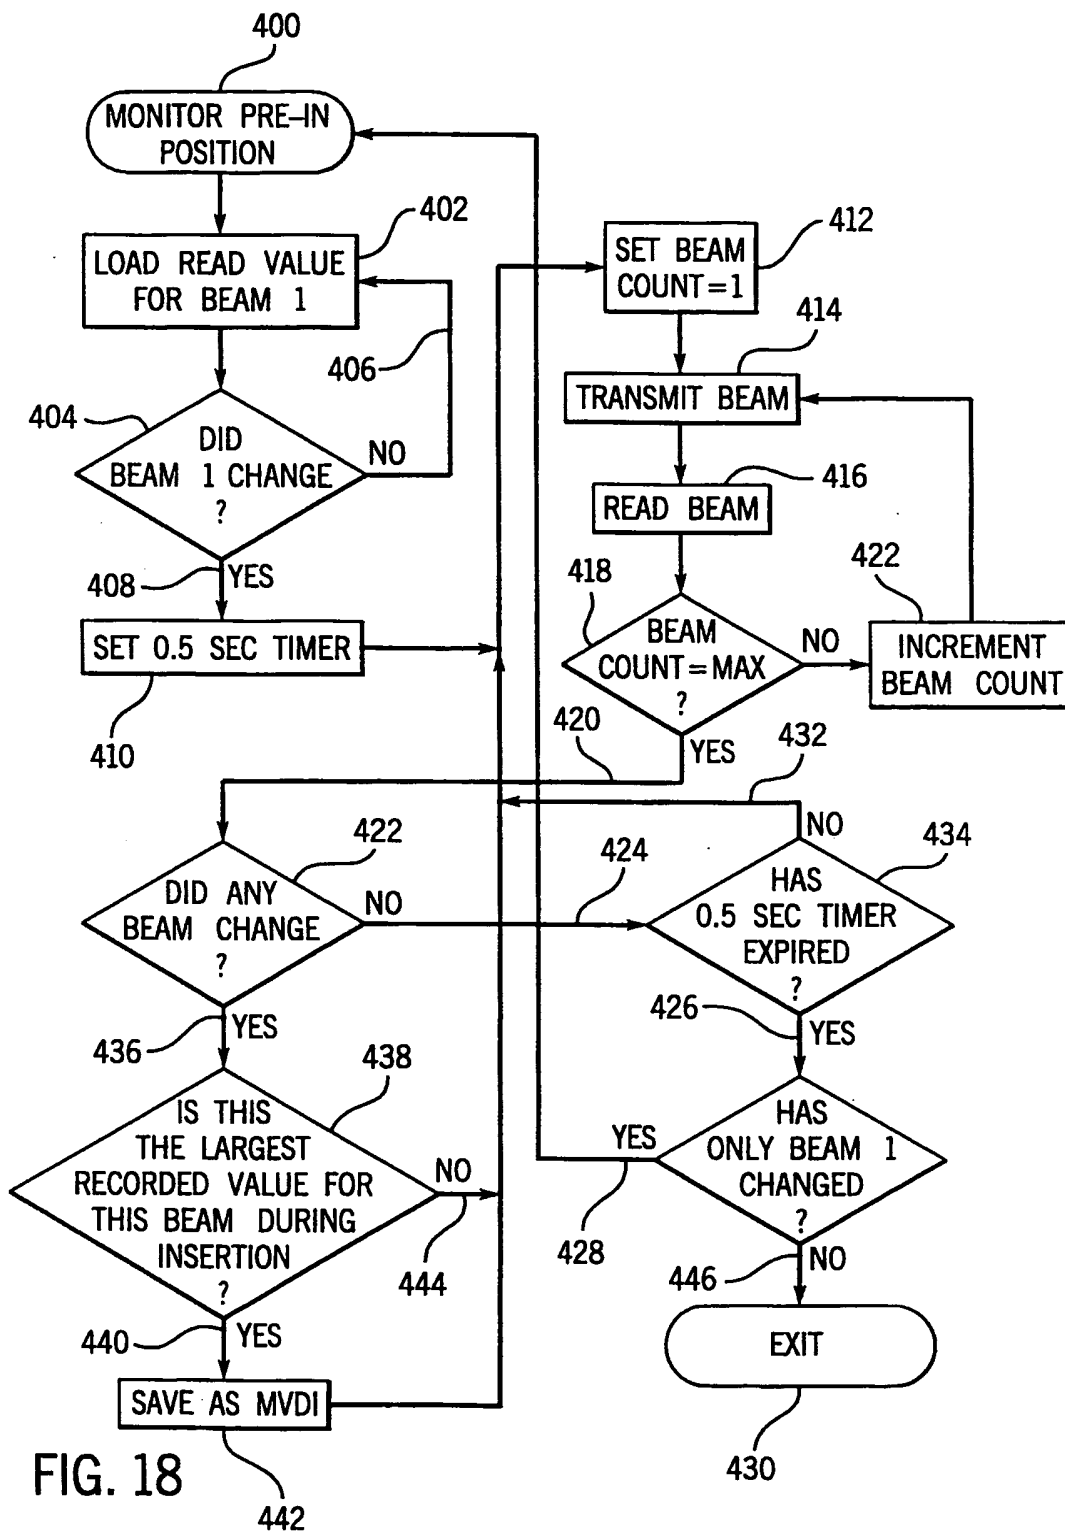 400
MONITOR PRE-IN
POSITION
402
LOAD READ VALUE
FOR BEAM 1
406
404
DID
BEAM 1 CHANGE
?
NO
408
YES
SET 0.5 SEC TIMER
410
412
SET BEAM
COUNT=1
414
TRANSMIT BEAM
416
READ BEAM
418
BEAM
COUNT=MAX
?
NO
422
INCREMENT
BEAM COUNT
420
YES
432
422
DID ANY
BEAM CHANGE
?
NO
424
NO
434
HAS
0.5 SEC TIMER
EXPIRED
?
436
YES
426
YES
438
IS THIS
THE LARGEST
RECORDED VALUE FOR
THIS BEAM DURING
INSERTION
?
NO
444
YES
428
HAS
ONLY BEAM 1
CHANGED
?
446
NO
440
YES
EXIT
430
SAVE AS MVDI
442
FIG. 18